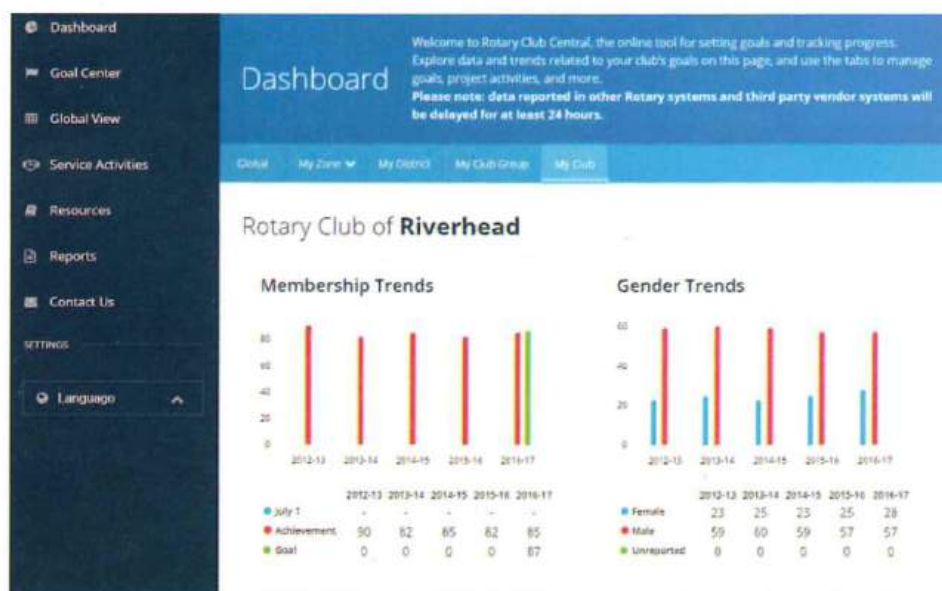 Dashboard
Goal Center
Global View
Service Activities
Resources
Reports
Contact Us
SETTINGS
Language
Dashboard
Welcome to Rotary Club Central, the online tool for setting goals and tracking progress.
Explore data and trends related to your club's goals on this page, and use the tabs to manage
goals, project activities, and more.
Please note: data reported in other Rotary systems and third party vendor systems will
be delayed for at least 24 hours.
Global My Zone My District My Club Group My Club
Rotary Club of Riverhead
Membership Trends
80
60
40
20
0
2012-13 2013-14 2014-15 2015-16 2016-17
2012-13 2013-14 2014-15 2015-16 2016-17
July 1 - - - - -
Achievement 90 82 85 82 85
Goal 0 0 0 0 87
Gender Trends
60
40
20
0
2012-13 2013-14 2014-15 2015-16 2016-17
2012-13 2013-14 2014-15 2015-16 2016-17
Female 23 25 23 25 28
Male 59 60 59 57 57
Unreported 0 0 0 0 0